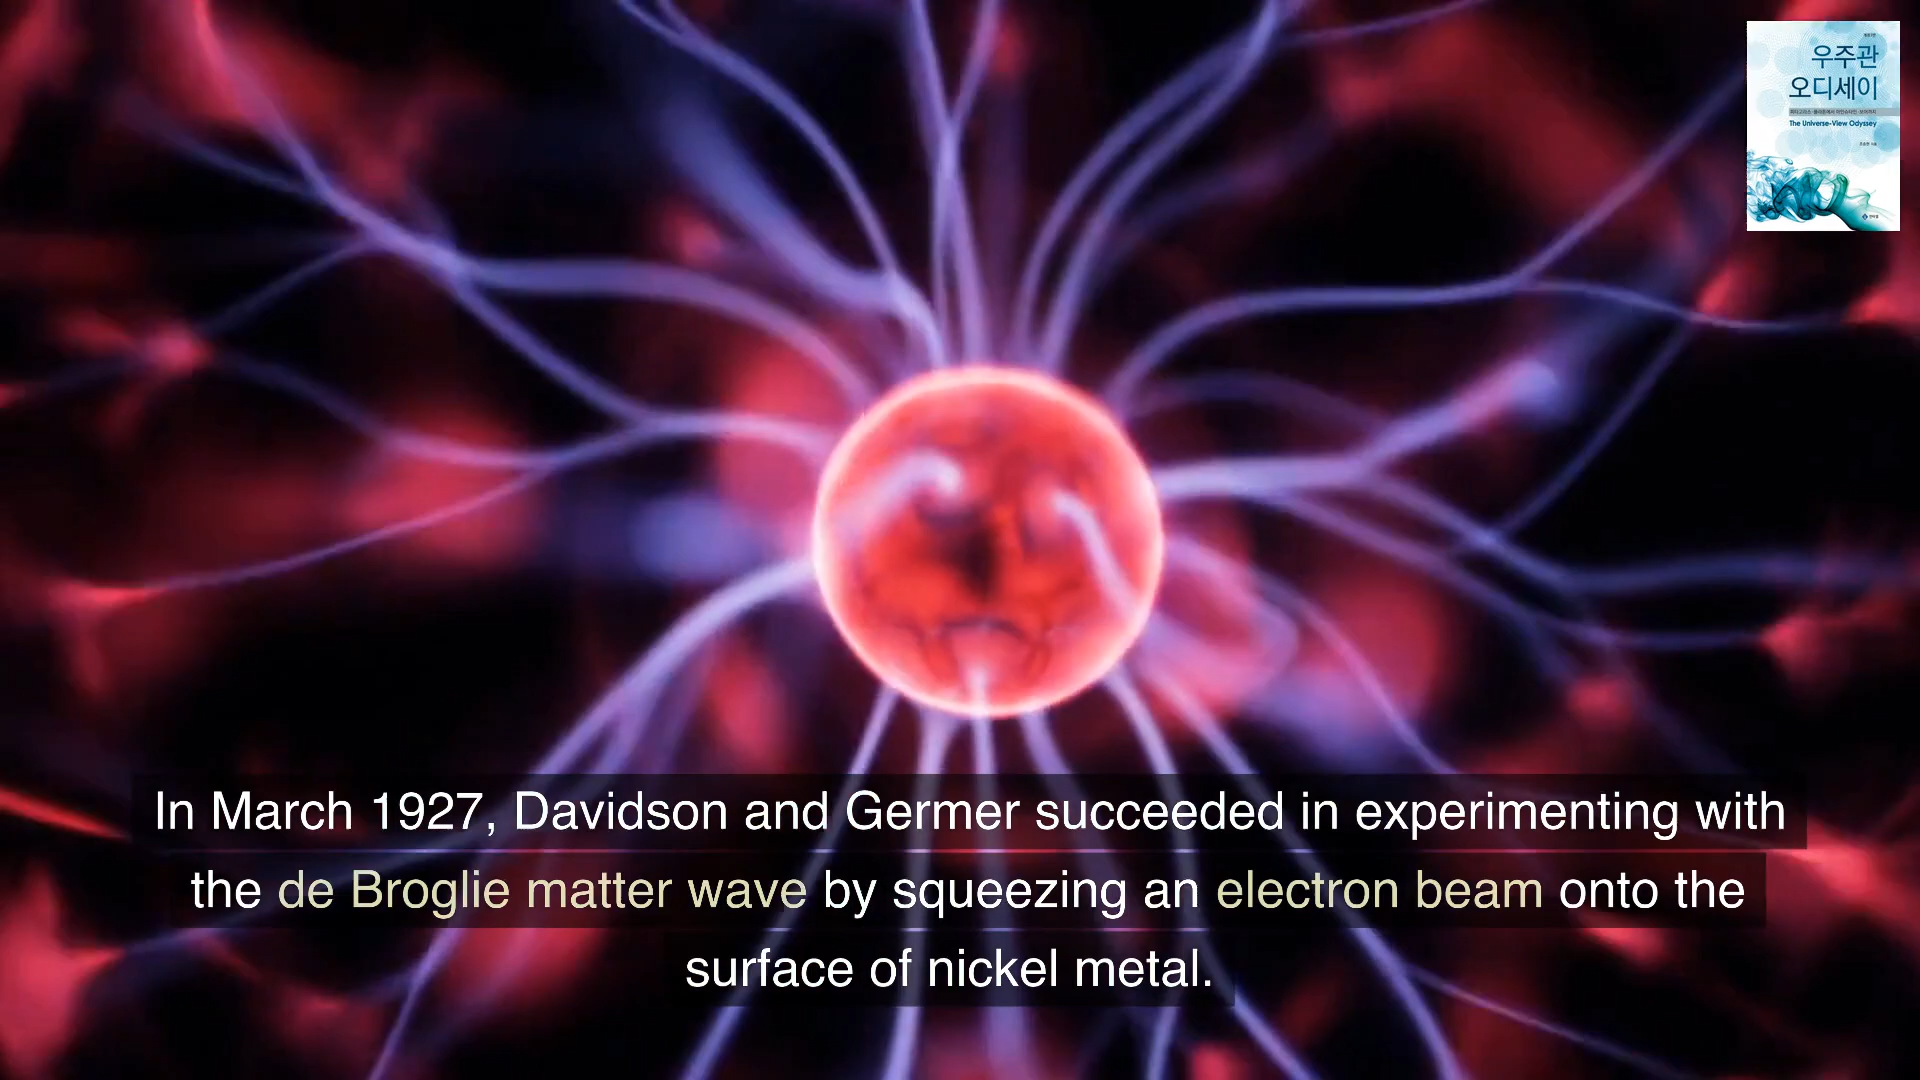 우주관
오디세이
The Universe-View Odyssey
In March 1927, Davidson and Germer succeeded in experimenting with
the de Broglie matter wave by squeezing an electron beam onto the
surface of nickel metal.